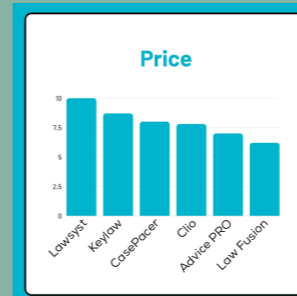 Price
10
7.5
5
2.5
0
Lawsyst
Keylaw
CasePacer
Clio
Advice PRO
Law Fusion